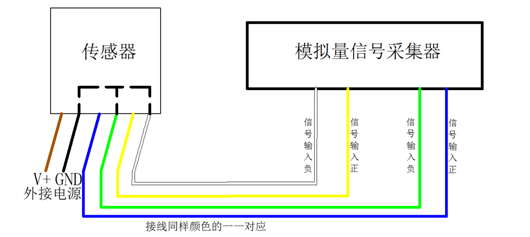 传感器
模拟量信号采集器
信号输入负
信号输入正
信号输入负
信号输入正
V+ GND
外接电源
接线同样颜色的一一对应